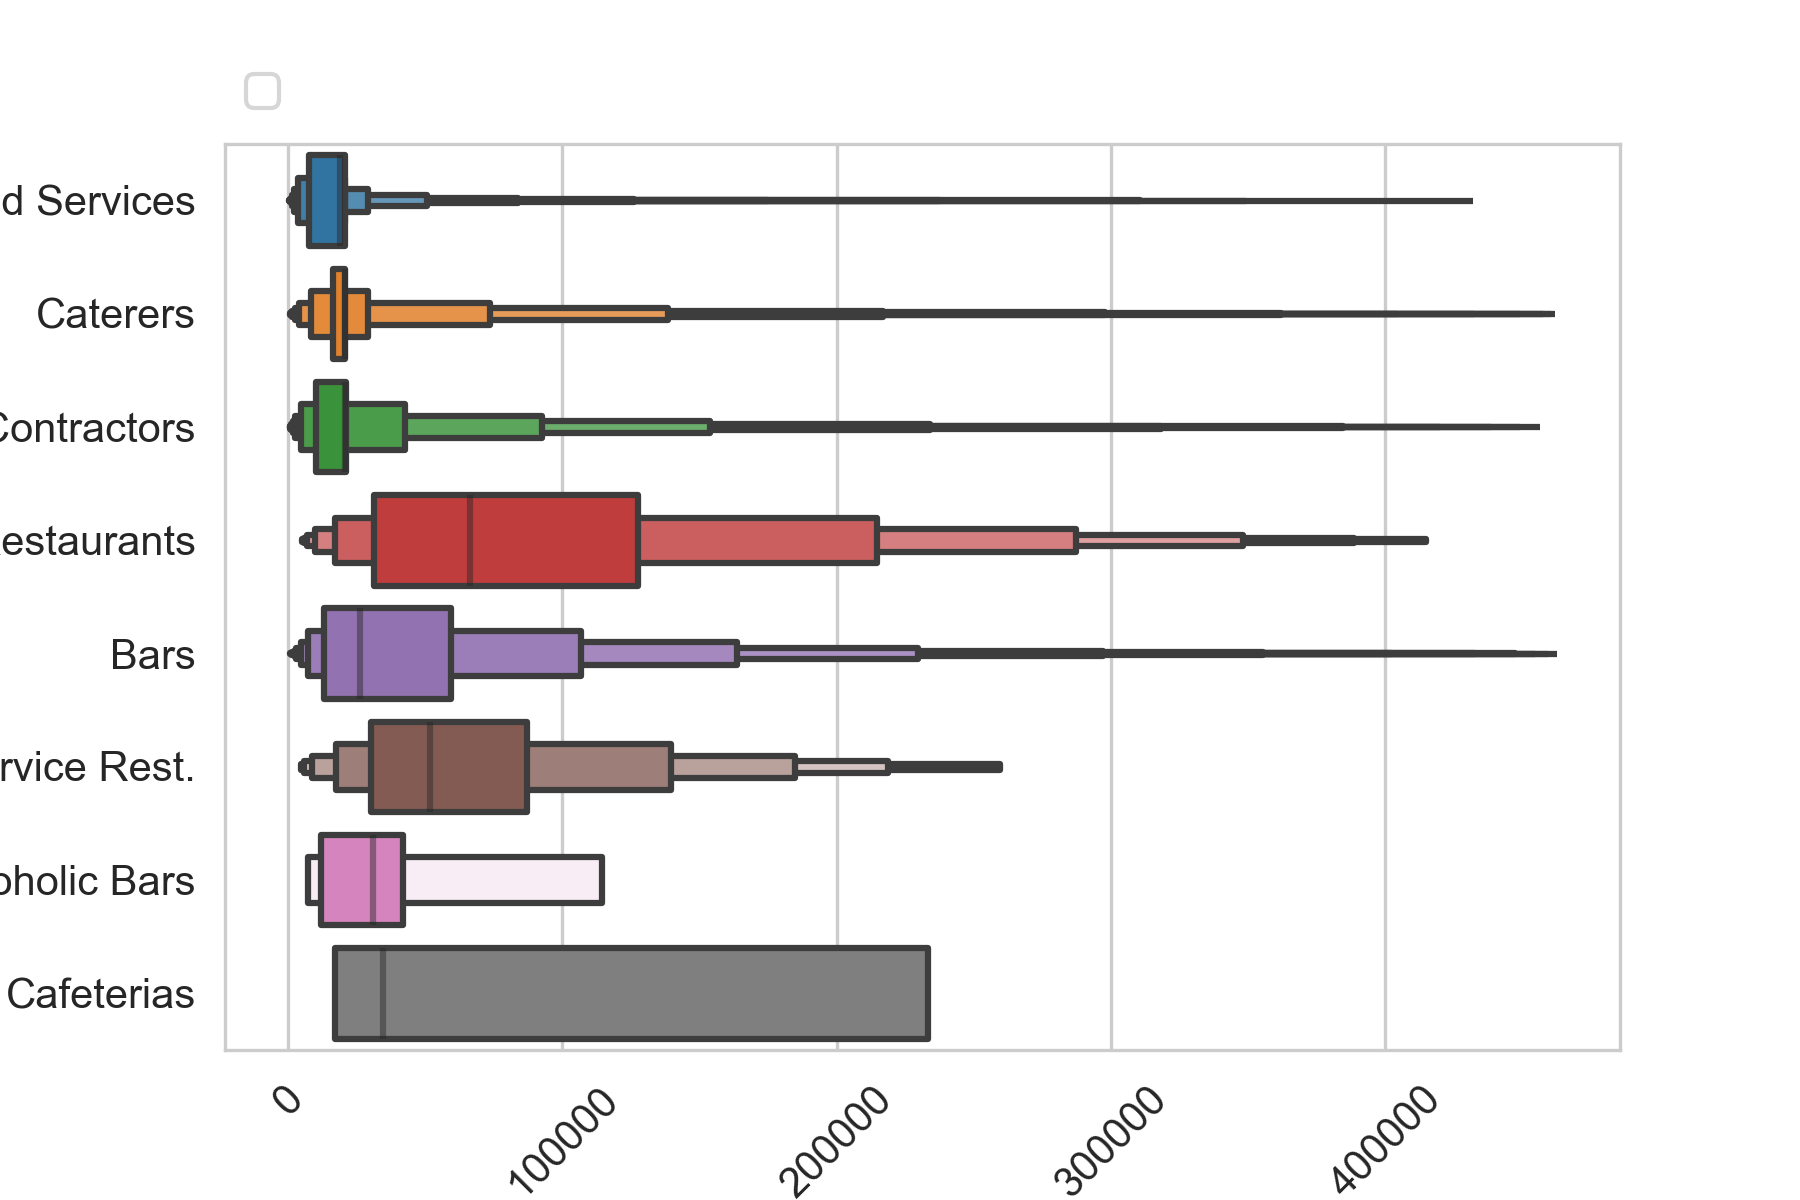 d Services
Caterers
Contractors
estaurants
Bars
rvice Rest.
oholic Bars
Cafeterias
0
100000
200000
300000
400000